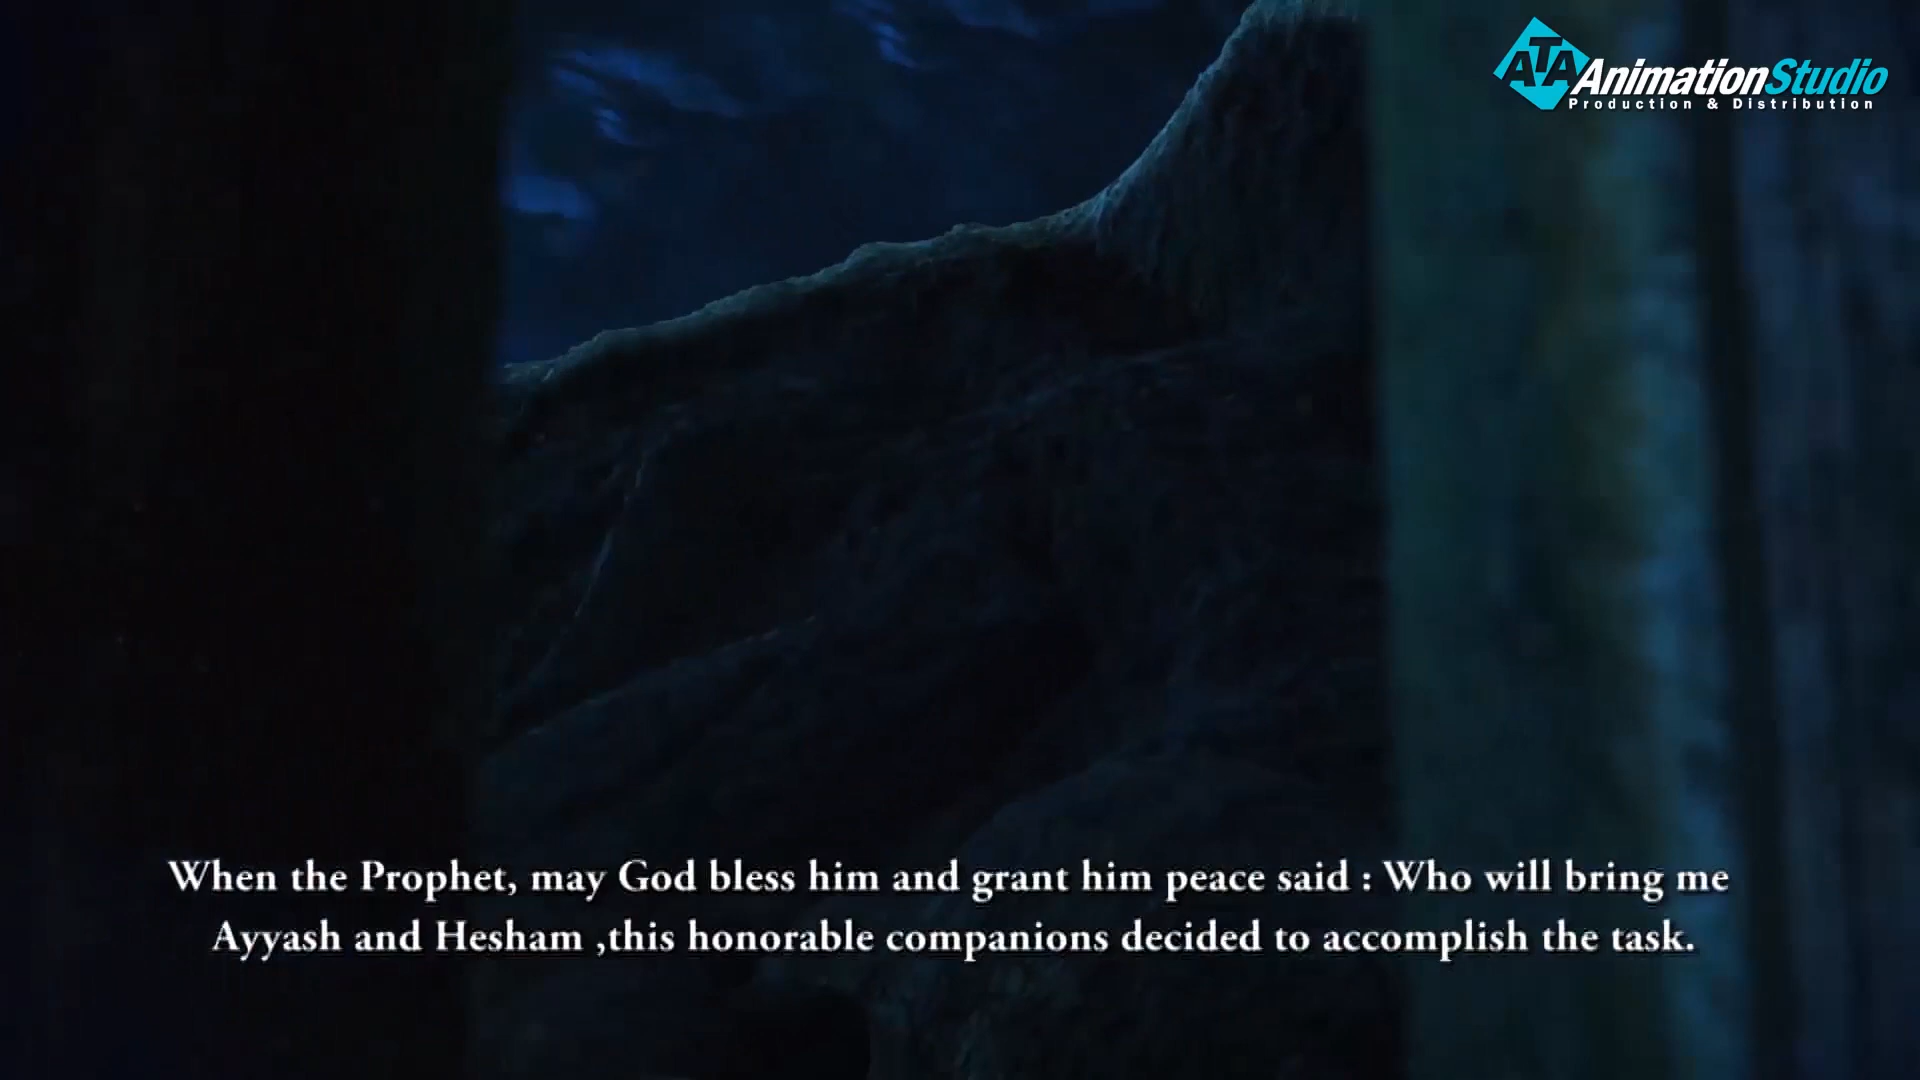 ATA AnimationStudio
Production & Distribution
When the Prophet, may God bless him and grant him peace said : Who will bring me
Ayyash and Hesham ,this honorable companions decided to accomplish the task.